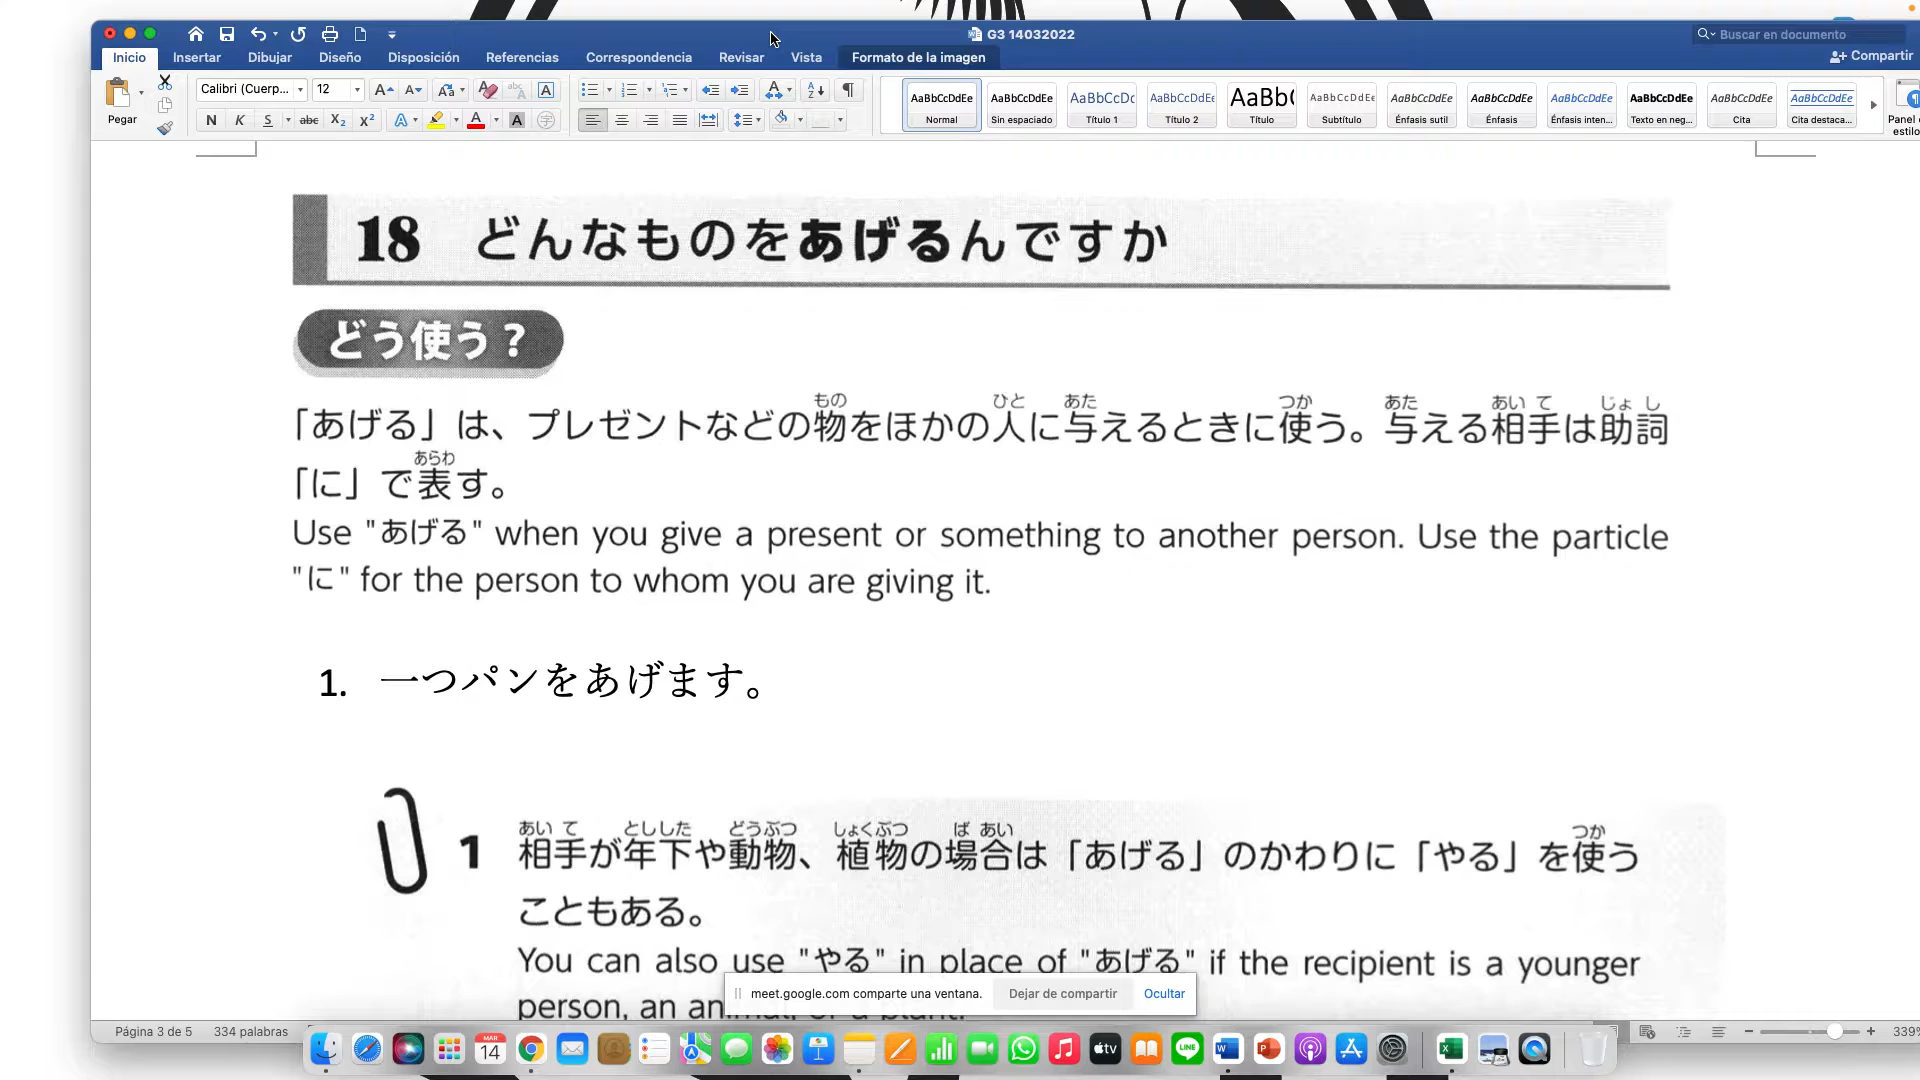 G3 14032022
Buscar en documento
Inicio
Insertar
Dibujar
Diseño
Disposición
Referencias
Correspondencia
Revisar
Vista
Formato de la imagen
Compartir
Pegar
Calibri (Cuerp...
12
AaBbCcDdEe
Normal
AaBbCcDdEe
Sin espaciado
AaBbCcDc
Título 1
AaBbCcDdEe
Título 2
AaBb(
Título
AaBbCcDdEe
Subtítulo
AaBbCcDdEe
Énfasis sutil
AaBbCcDdEe
Énfasis
AaBbCcDdEe
Énfasis inten...
AaBbCcDdEe
Texto en neg...
AaBbCcDdEe
Cita
AaBbCcDdEe
Cita destaca...
Panel
estilo
18 どんなものをあげるんですか
どう使う?
もの ひと あた つか あた あい て じょ し
「あげる」は、プレゼントなどの物をほかの人に与えるときに使う。与える相手は助詞
あらわ
「に」で表す。
Use "あげる" when you give a present or something to another person. Use the particle
"に" for the person to whom you are giving it.
1. 一つパンをあげます。
あい て としした どうぶつ しょくぶつ ば あい つか
1 相手が年下や動物、植物の場合は「あげる」のかわりに「やる」を使う
こともある。
You can also use "やる" in place of "あげる" if the recipient is a younger
person, an
meet.google.com comparte una ventana.
Dejar de compartir
Ocultar
Página 3 de 5
334 palabras
339%
MAR
14
tv
LINE